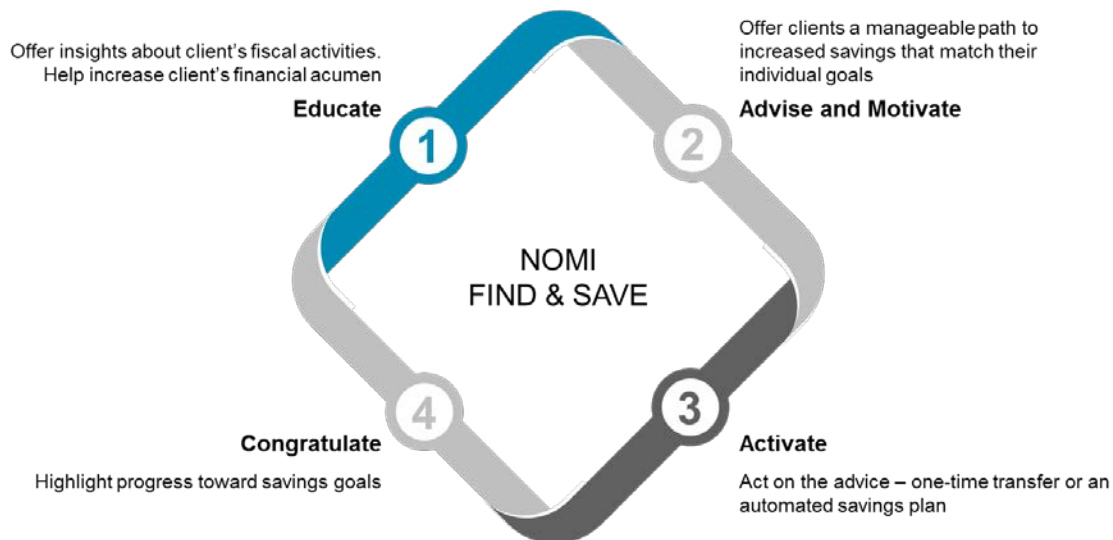 Offer insights about client's fiscal activities.
Help increase client's financial acumen
Educate
1
Offer clients a manageable path to
increased savings that match their
individual goals
Advise and Motivate
2
NOMI
FIND & SAVE
4
Congratulate
Highlight progress toward savings goals
3
Activate
Act on the advice – one-time transfer or an
automated savings plan